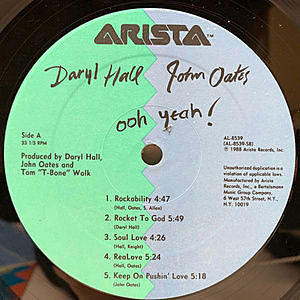 ARISTA™
Daryl Hall John Oates
ooh yeah!
Side A
33 1/3 RPM
AL-8539
(AL-8539-SA)
℗ 1988 Arista Records, Inc.
Produced by Daryl Hall,
John Oates and
Tom "T-Bone" Wolk
Unauthorized duplication is a
violation of applicable laws.
Manufactured by Arista
Records, Inc., a Bertelsmann
Music Group Company,
6 West 57th Street, N.Y.,
N.Y. 10019
1. Rockability 4:47
(Hall, Oates, S. Allen)
2. Rocket To God 5:49
(Daryl Hall)
3. Soul Love 4:26
(Hall, Knight)
4. ReaLove 5:24
(Hall, Oates)
5. Keep On Pushin' Love 5:18
(John Oates)